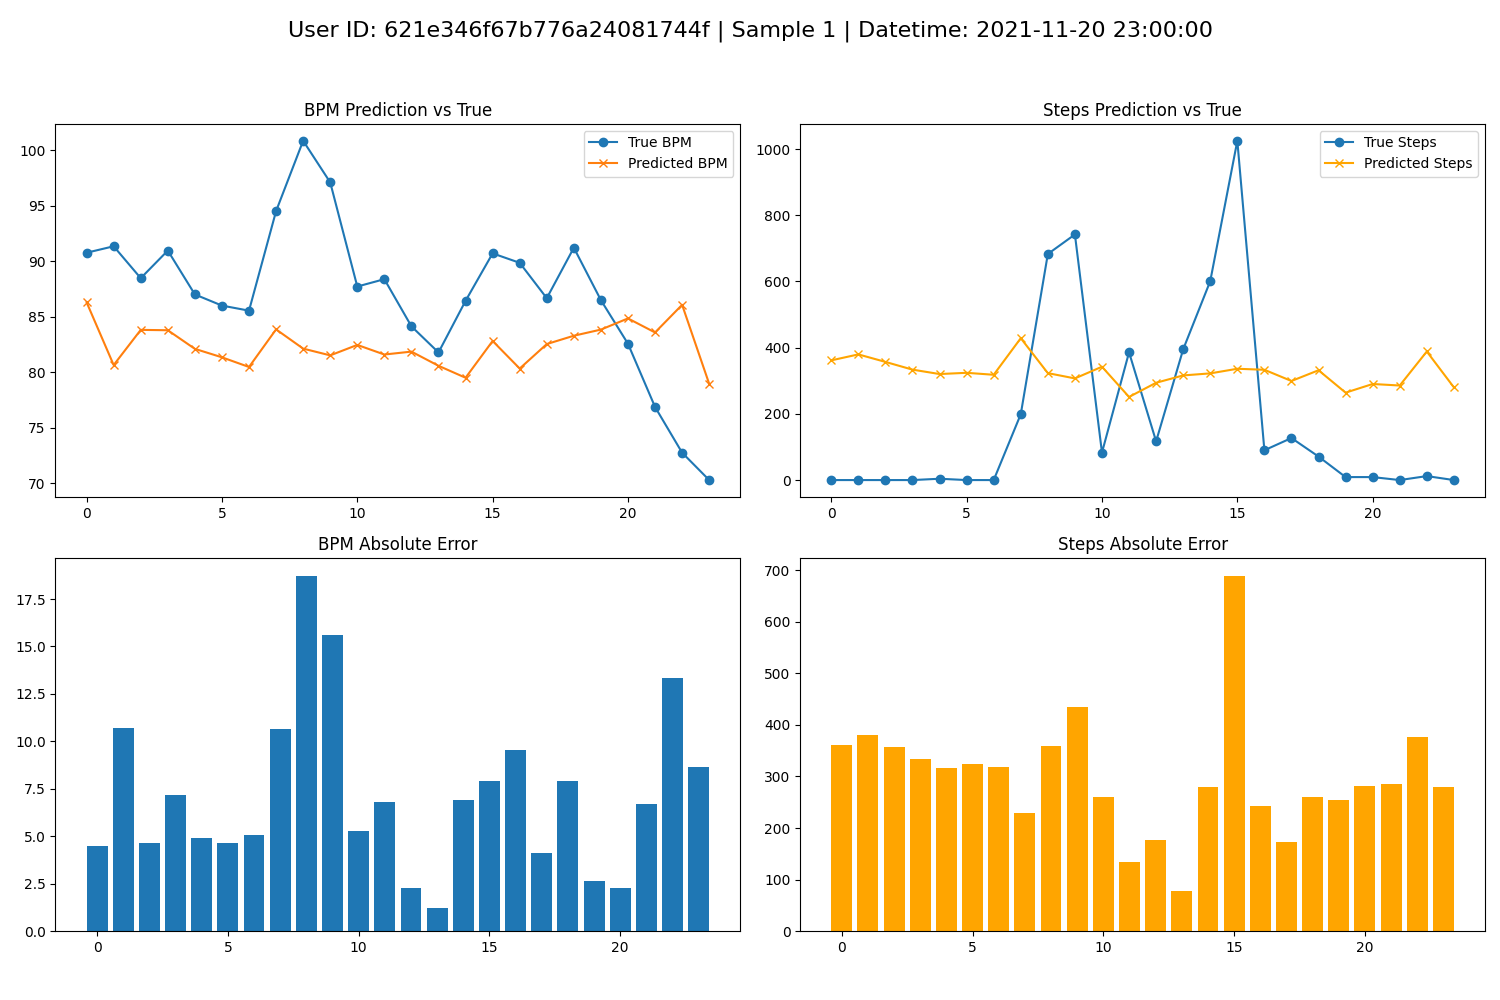 User ID: 621e346f67b776a24081744f | Sample 1 | Datetime: 2021-11-20 23:00:00
BPM Prediction vs True
True BPM
Predicted BPM
100
95
90
85
80
75
70
0 5 10 15 20
Steps Prediction vs True
True Steps
Predicted Steps
1000
800
600
400
200
0
0 5 10 15 20
BPM Absolute Error
17.5
15.0
12.5
10.0
7.5
5.0
2.5
0.0
0 5 10 15 20
Steps Absolute Error
700
600
500
400
300
200
100
0
0 5 10 15 20